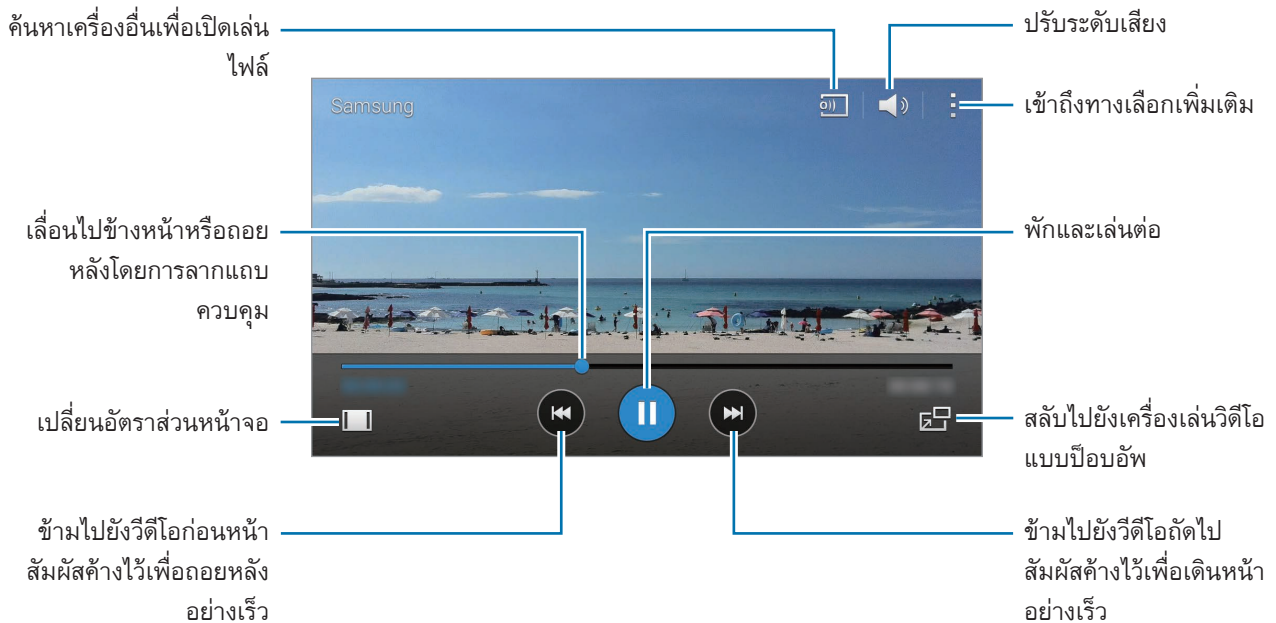 ค้นหาเครื่องอื่นเพื่อเปิดเล่น
ไฟล์
ปรับระดับเสียง
Samsung
เข้าถึงทางเลือกเพิ่มเติม
เลื่อนไปข้างหน้าหรือถอย
หลังโดยการลากแถบ
ควบคุม
พักและเล่นต่อ
เปลี่ยนอัตราส่วนหน้าจอ
สลับไปยังเครื่องเล่นวิดีโอ
แบบป็อบอัพ
ข้ามไปยังวีดีโอก่อนหน้า
สัมผัสค้างไว้เพื่อถอยหลัง
อย่างเร็ว
ข้ามไปยังวีดีโอถัดไป
สัมผัสค้างไว้เพื่อเดินหน้า
อย่างเร็ว